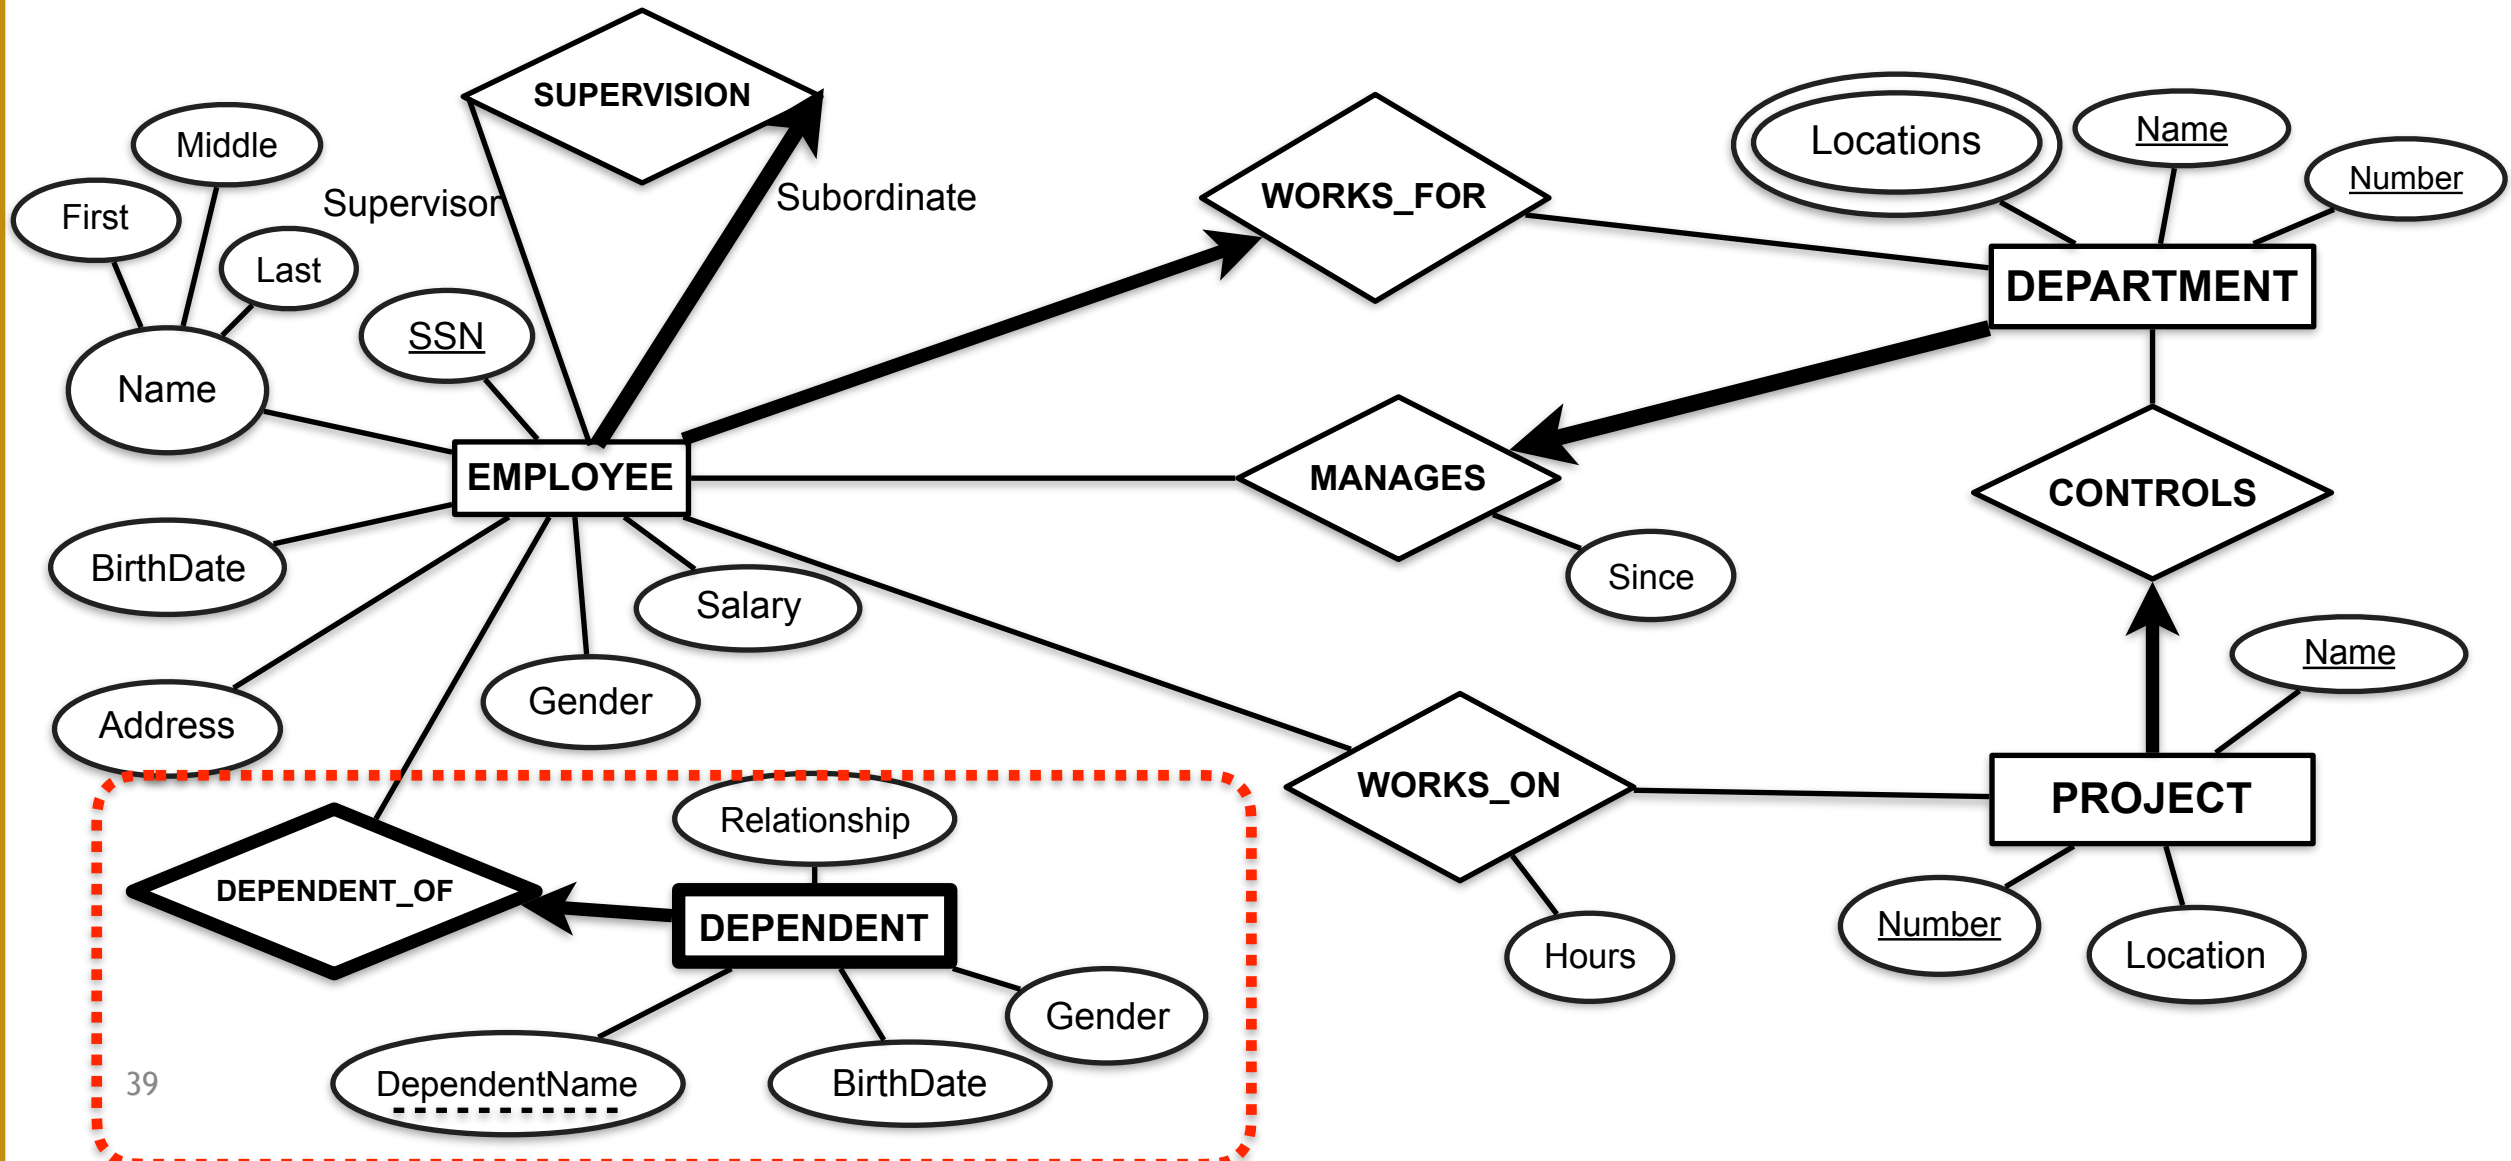 SUPERVISION
Middle
Locations
Name
Number
First
Supervisor
Subordinate
WORKS_FOR
Last
DEPARTMENT
SSN
Name
EMPLOYEE
MANAGES
CONTROLS
BirthDate
Since
Salary
Name
Gender
Address
WORKS_ON
PROJECT
Relationship
DEPENDENT_OF
DEPENDENT
Number
Hours
Location
Gender
39
DependentName
BirthDate